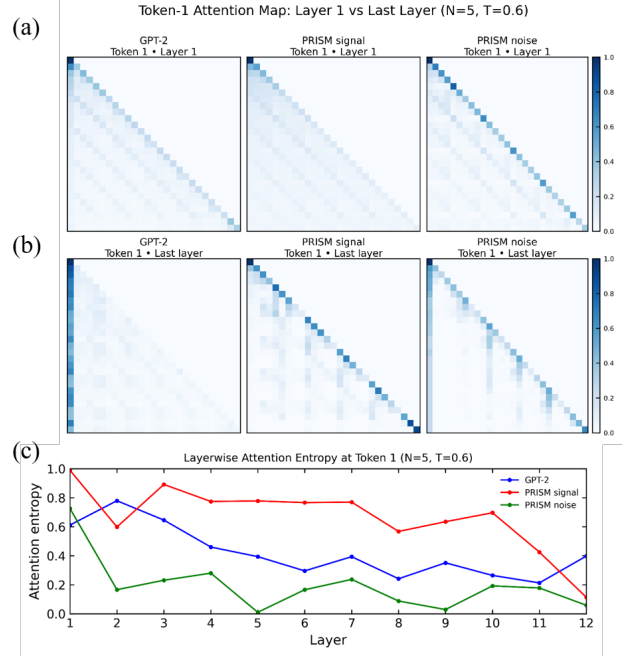 Token-1 Attention Map: Layer 1 vs Last Layer (N=5, T=0.6)
(a)
GPT-2
Token 1 • Layer 1
PRISM signal
Token 1 • Layer 1
PRISM noise
Token 1 • Layer 1
1.0
0.8
0.6
0.4
0.2
0.0
(b)
GPT-2
Token 1 • Last layer
PRISM signal
Token 1 • Last layer
PRISM noise
Token 1 • Last layer
1.0
0.8
0.6
0.4
0.2
0.0
(c)
Layerwise Attention Entropy at Token 1 (N=5, T=0.6)
Attention entropy
1.0
0.8
0.6
0.4
0.2
0.0
GPT-2
PRISM signal
PRISM noise
1 2 3 4 5 6 7 8 9 10 11 12
Layer